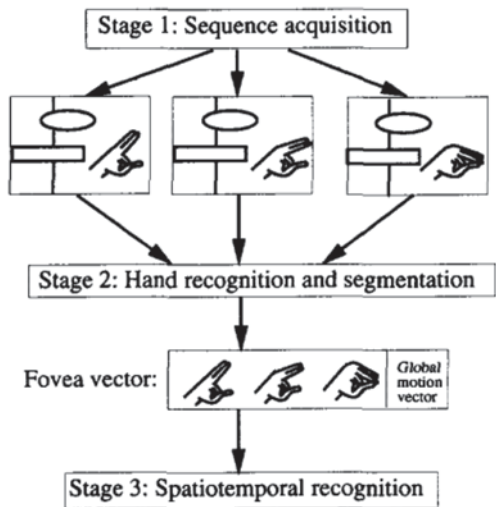 Stage 1: Sequence acquisition
Stage 2: Hand recognition and segmentation
Fovea vector:
Global
motion
vector
Stage 3: Spatiotemporal recognition